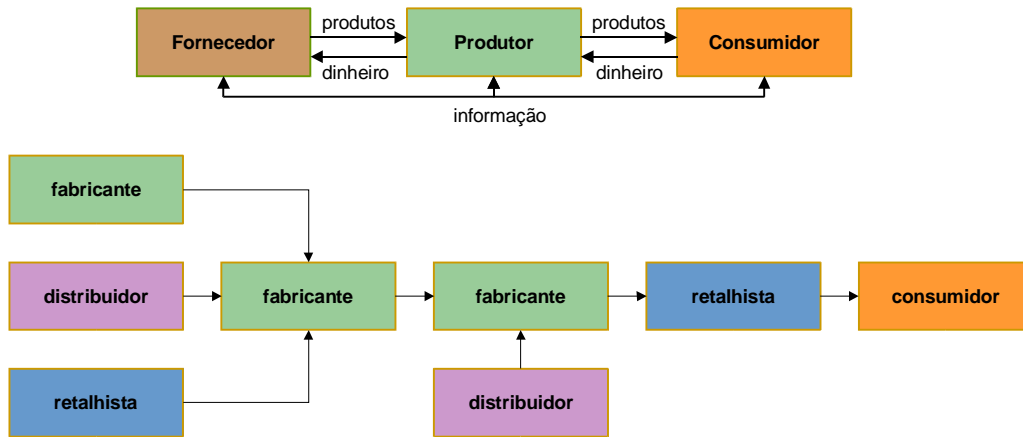 produtos
produtos
Fornecedor
Produtor
Consumidor
dinheiro
dinheiro
informação
fabricante
distribuidor
fabricante
fabricante
retalhista
consumidor
retalhista
distribuidor